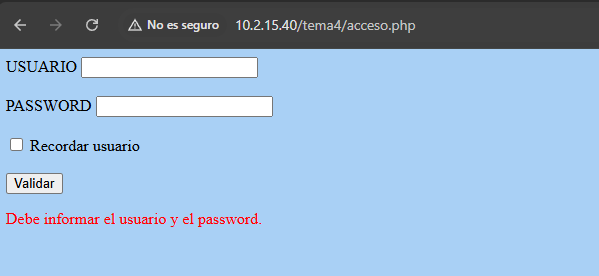 No es seguro 10.2.15.40/tema4/acceso.php
USUARIO
PASSWORD
Recordar usuario
Validar
Debe informar el usuario y el password.